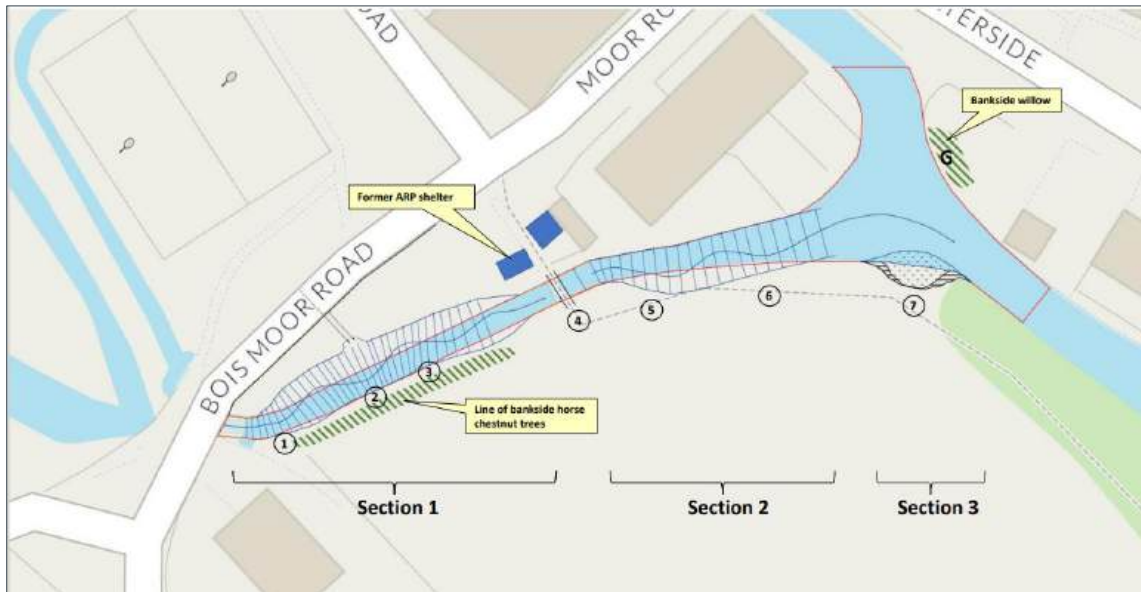 OAD
MOOR RO
TERSIDE
Bankside willow
G
Former ARP shelter
BOIS MOOR ROAD
4
5
6
7
3
2
1
Line of bankside horse
chestnut trees
Section 1
Section 2
Section 3